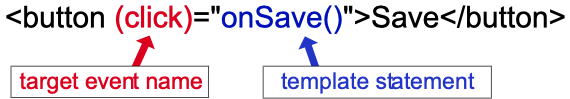 <button (click)="onSave()">Save</button>
target event name
template statement